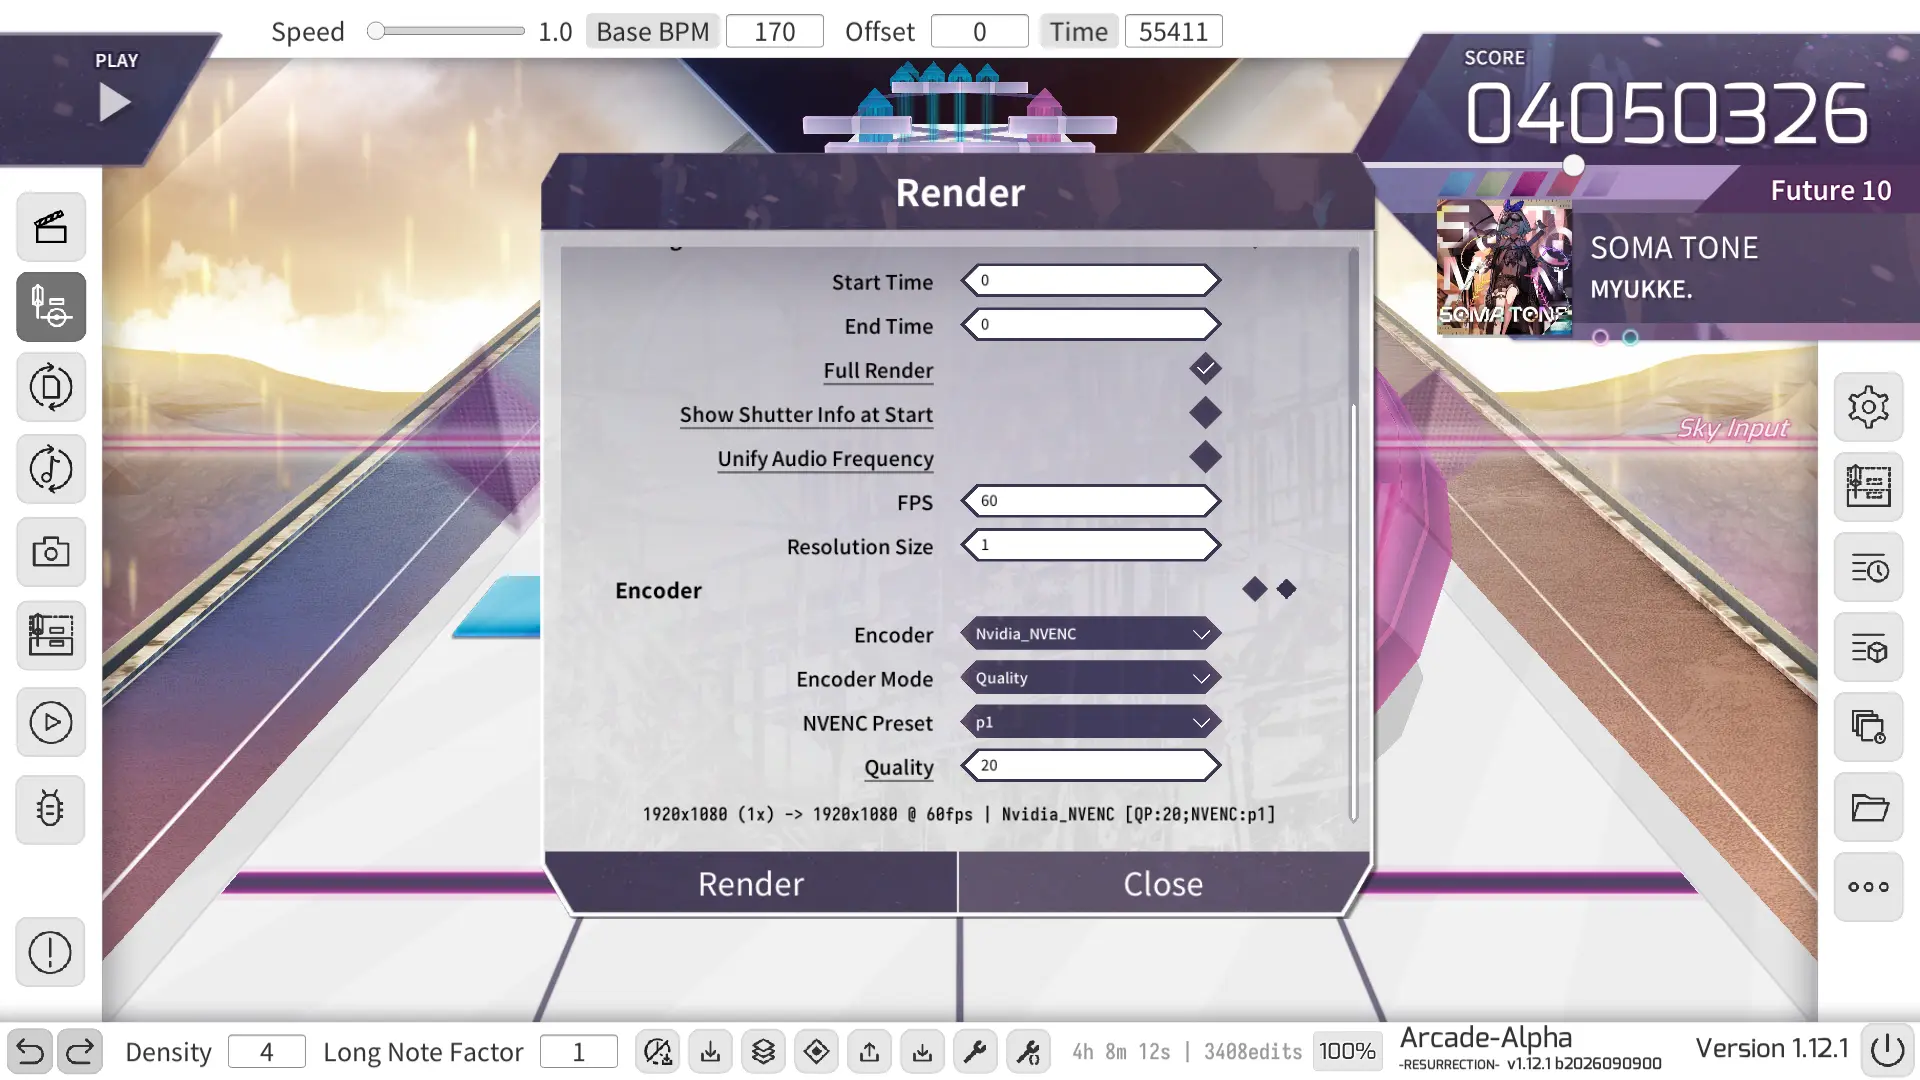 Speed 1.0 Base BPM 170 Offset 0 Time 55411
PLAY
SCORE
04050326
Future 10
SOMA TONE
MYUKKE.
SOMA TONE
Sky Input
Render
Start Time 0
End Time 0
Full Render
Show Shutter Info at Start
Unify Audio Frequency
FPS 60
Resolution Size 1
Encoder
Encoder Nvidia_NVENC
Encoder Mode Quality
NVENC Preset p1
Quality 20
1920x1080 (1x) -> 1920x1080 @ 60fps | Nvidia_NVENC [QP:20;NVENC:p1]
Render Close
Density 4 Long Note Factor 1 4h 8m 12s | 3408edits 100%
Arcade-Alpha
-RESURRECTION- v1.12.1 b2026090900
Version 1.12.1